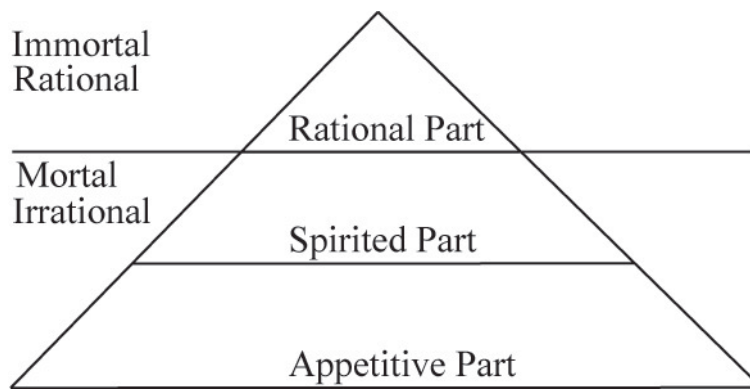 Immortal
Rational
Rational Part
Mortal
Irrational
Spirited Part
Appetitive Part